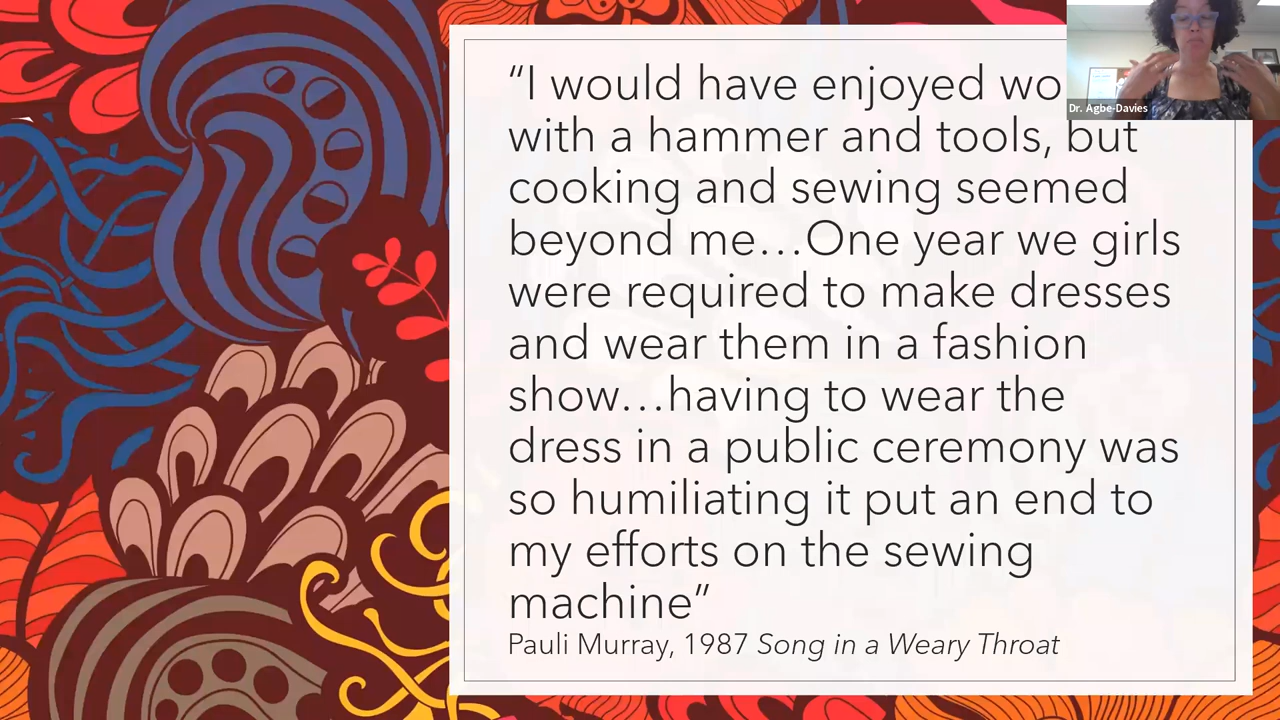 “I would have enjoyed wo
with a hammer and tools, but
cooking and sewing seemed
beyond me…One year we girls
were required to make dresses
and wear them in a fashion
show…having to wear the
dress in a public ceremony was
so humiliating it put an end to
my efforts on the sewing
machine”
Pauli Murray, 1987 Song in a Weary Throat
Dr. Agbe-Davies